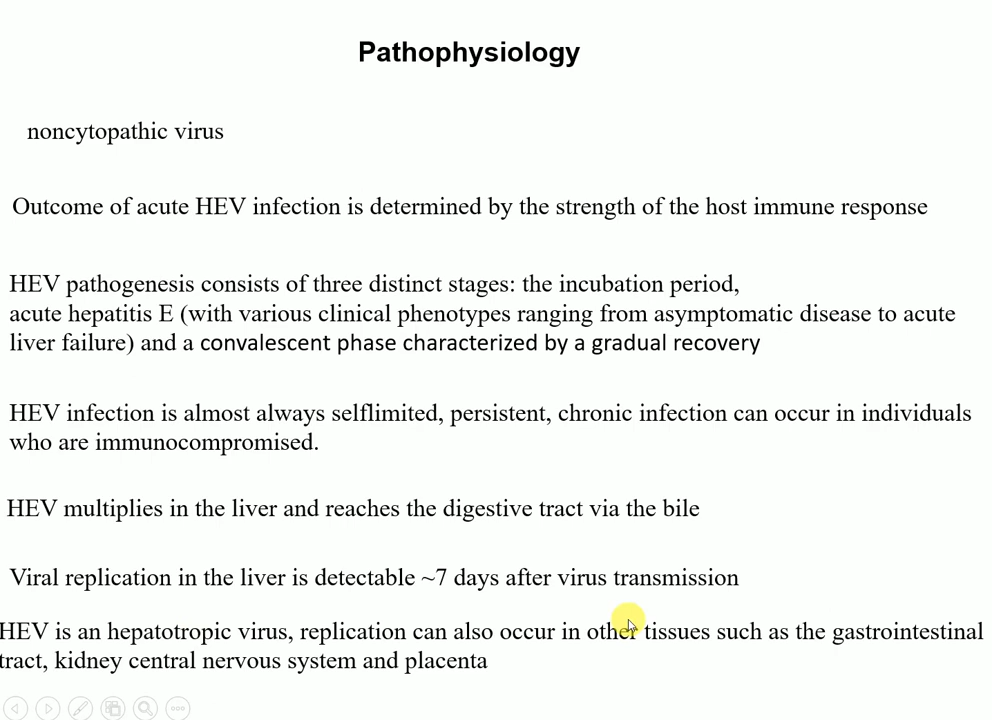 Pathophysiology
noncytopathic virus
Outcome of acute HEV infection is determined by the strength of the host immune response
HEV pathogenesis consists of three distinct stages: the incubation period,
acute hepatitis E (with various clinical phenotypes ranging from asymptomatic disease to acute
liver failure) and a convalescent phase characterized by a gradual recovery
HEV infection is almost always selflimited, persistent, chronic infection can occur in individuals
who are immunocompromised.
HEV multiplies in the liver and reaches the digestive tract via the bile
Viral replication in the liver is detectable ~7 days after virus transmission
HEV is an hepatotropic virus, replication can also occur in other tissues such as the gastrointestinal
tract, kidney central nervous system and placenta